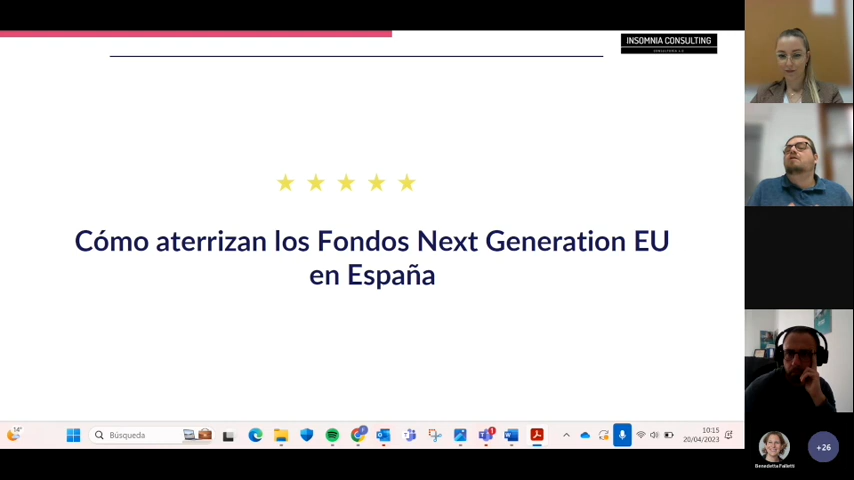 INSOMNIA CONSULTING
Cómo aterrizan los Fondos Next Generation EU
en España
14°
Búsqueda
10:15
20/04/2023
Benedetta Falletti
+26